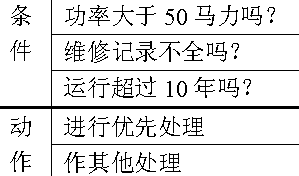 条件
功率大于 50 马力吗？
维修记录不全吗？
运行超过 10 年吗？
动作
进行优先处理
作其他处理